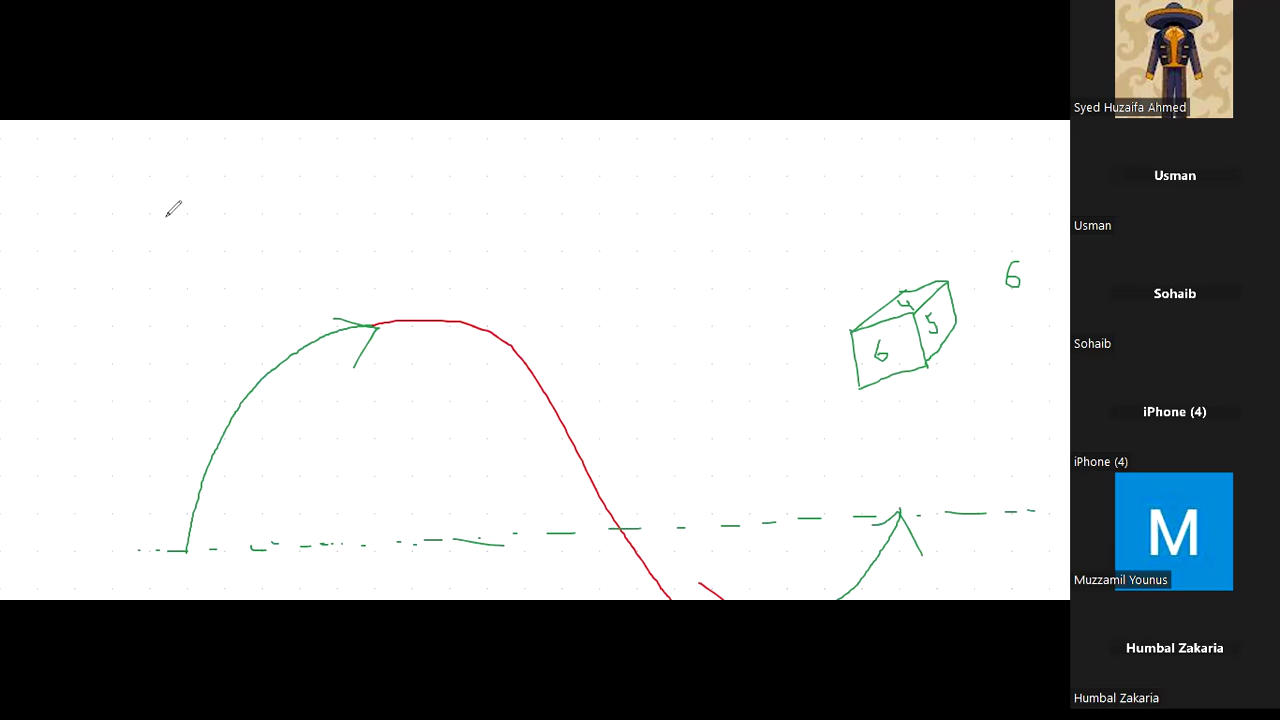 6
4
5
6
Syed Huzaifa Ahmed
Usman
Usman
Sohaib
Sohaib
iPhone (4)
iPhone (4)
M
Muzzamil Younus
Humbal Zakaria
Humbal Zakaria